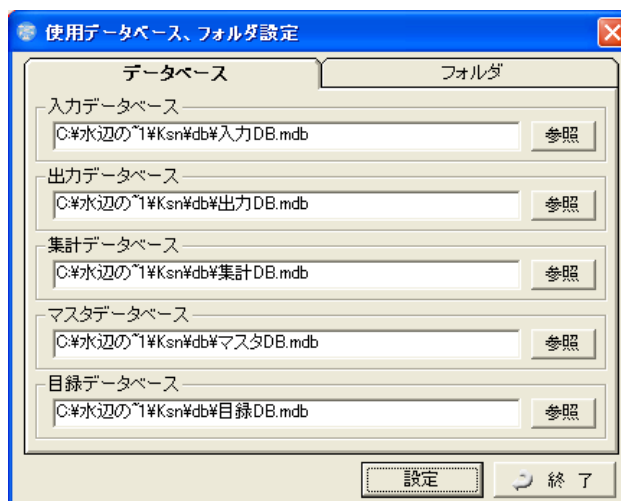 使用データベース、フォルダ設定
データベース
フォルダ
入力データベース
C:¥水辺の~1¥Ksn¥db¥入力DB.mdb
参照
出力データベース
C:¥水辺の~1¥Ksn¥db¥出力DB.mdb
参照
集計データベース
C:¥水辺の~1¥Ksn¥db¥集計DB.mdb
参照
マスタデータベース
C:¥水辺の~1¥Ksn¥db¥マスタDB.mdb
参照
目録データベース
C:¥水辺の~1¥Ksn¥db¥目録DB.mdb
参照
設定
終 了